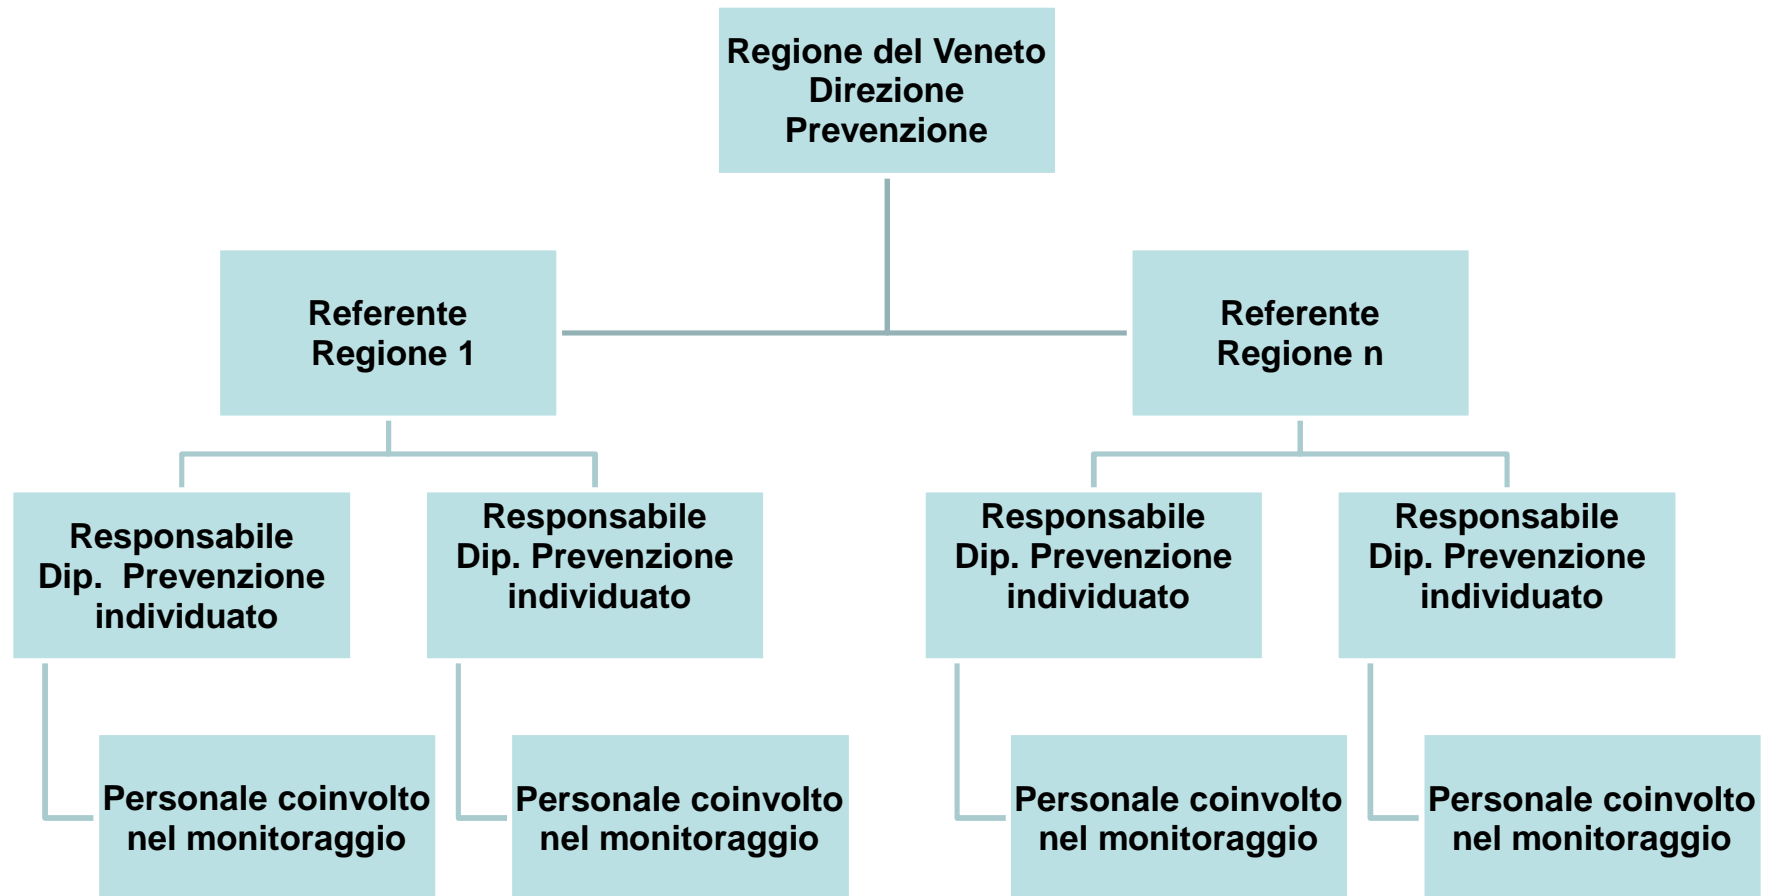 Regione del Veneto
Direzione
Prevenzione
Referente
Regione 1
Referente
Regione n
Responsabile
Dip. Prevenzione
individuato
Responsabile
Dip. Prevenzione
individuato
Responsabile
Dip. Prevenzione
individuato
Responsabile
Dip. Prevenzione
individuato
Personale coinvolto
nel monitoraggio
Personale coinvolto
nel monitoraggio
Personale coinvolto
nel monitoraggio
Personale coinvolto
nel monitoraggio